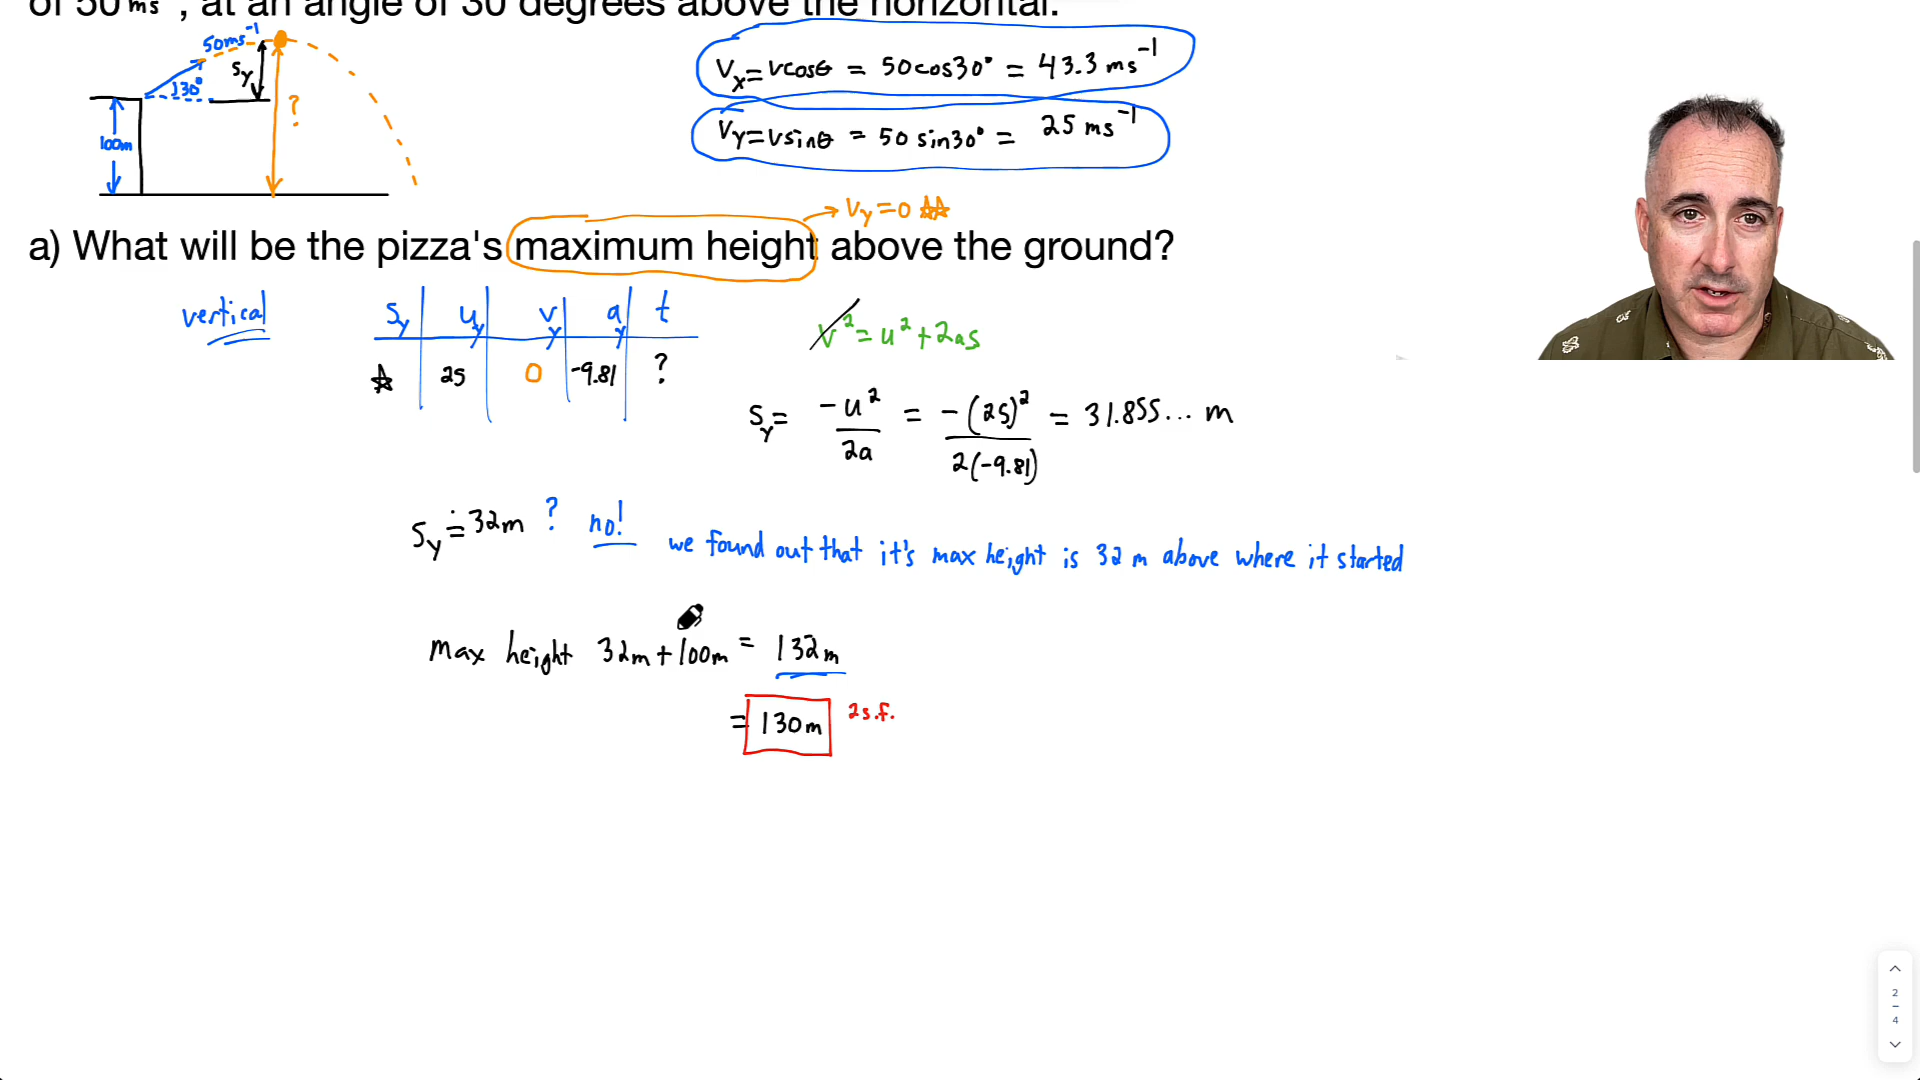 of 50 ms⁻¹, at an angle of 30 degrees above the horizontal.
50ms⁻¹
30°
Sy
?
100m
Vx = vcosθ = 50cos30° = 43.3 ms⁻¹
Vy = vsinθ = 50 sin30° = 25 ms⁻¹
→ Vy = 0 ☆☆
a) What will be the pizza's maximum height above the ground?
vertical
Sy | uy | vy | ay | t
☆ | 25 | 0 | -9.81 | ?
v² = u² + 2as
Sy = -u²/2a = -(25)²/2(-9.81) = 31.855... m
Sy ≐ 32m ? no!
we found out that it's max height is 32 m above where it started
max height 32m + 100m = 132m
= 130m 2 s.f.
2
–
4